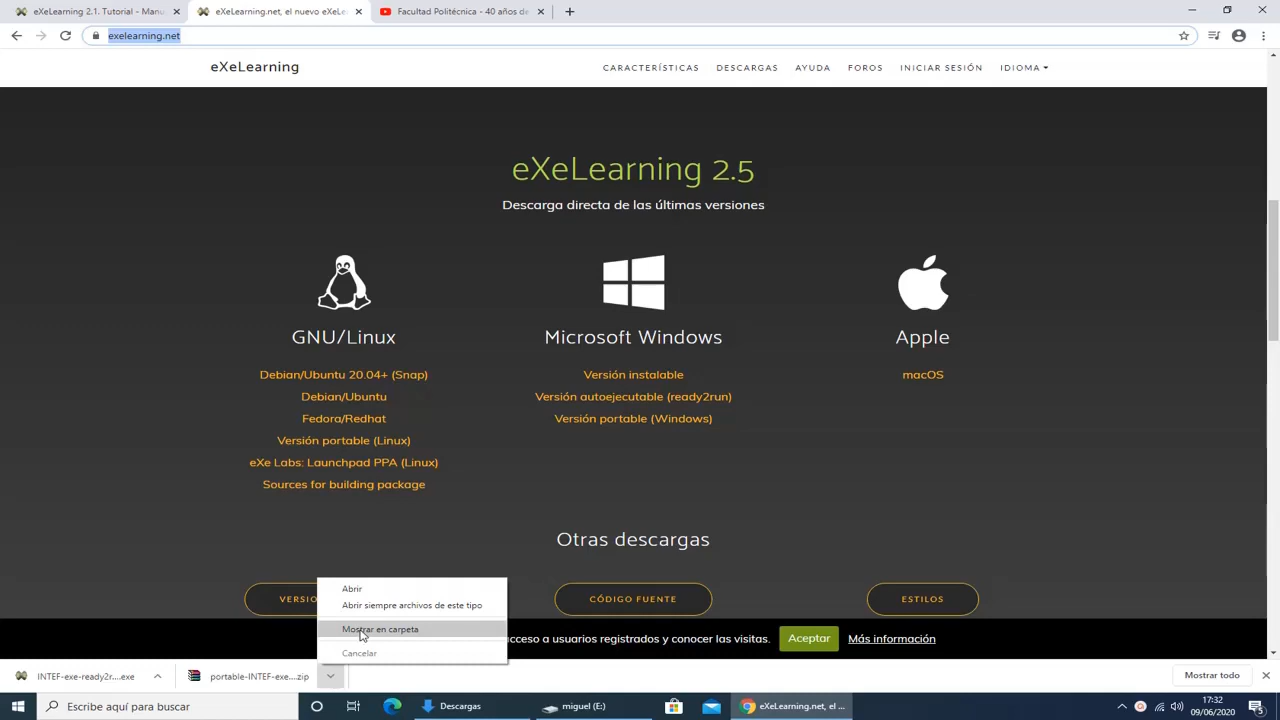 eXeLearning 2.1. Tutorial - Manu
eXeLearning.net, el nuevo eXeLe
Facultad Politécnica - 40 años de
exelearning.net
eXeLearning
CARACTERÍSTICAS
DESCARGAS
AYUDA
FOROS
INICIAR SESIÓN
IDIOMA
eXeLearning 2.5
Descarga directa de las últimas versiones
GNU/Linux
Debian/Ubuntu 20.04+ (Snap)
Debian/Ubuntu
Fedora/Redhat
Versión portable (Linux)
eXe Labs: Launchpad PPA (Linux)
Sources for building package
Microsoft Windows
Versión instalable
Versión autoejecutable (ready2run)
Versión portable (Windows)
Apple
macOS
Otras descargas
VERSIO
CÓDIGO FUENTE
ESTILOS
Abrir
Abrir siempre archivos de este tipo
Mostrar en carpeta
Cancelar
acceso a usuarios registrados y conocer las visitas.
Aceptar
Más información
INTEF-exe-ready2r....exe
portable-INTEF-exe....zip
Mostrar todo
Escribe aquí para buscar
Descargas
miguel (E:)
eXeLearning.net, el ...
17:32
09/06/2020
5